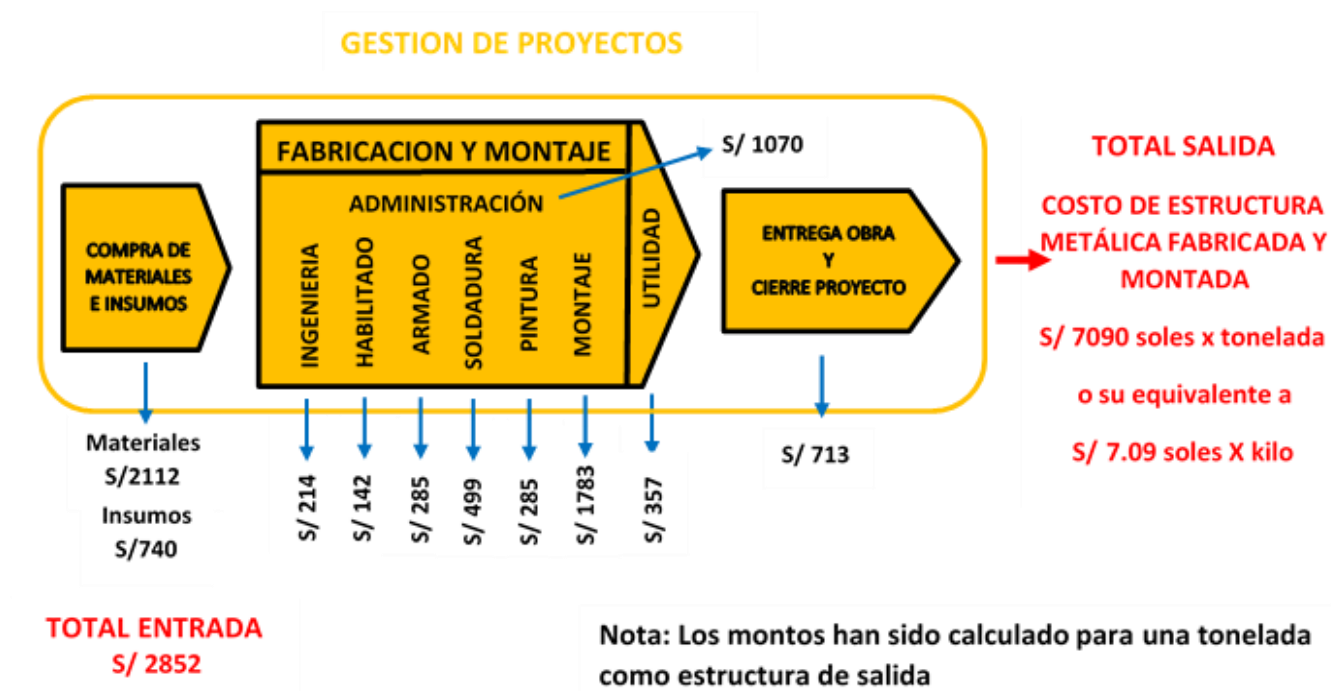 GESTION DE PROYECTOS
COMPRA DE
MATERIALES
E INSUMOS
Materiales
S/2112
Insumos
S/740
TOTAL ENTRADA
S/ 2852
FABRICACION Y MONTAJE
ADMINISTRACIÓN
S/ 1070
INGENIERIA
HABILITADO
ARMADO
SOLDADURA
PINTURA
MONTAJE
UTILIDAD
S/ 214
S/ 142
S/ 285
S/ 499
S/ 285
S/ 1783
S/ 357
ENTREGA OBRA
Y
CIERRE PROYECTO
S/ 713
TOTAL SALIDA
COSTO DE ESTRUCTURA
METÁLICA FABRICADA Y
MONTADA
S/ 7090 soles x tonelada
o su equivalente a
S/ 7.09 soles X kilo
Nota: Los montos han sido calculado para una tonelada
como estructura de salida